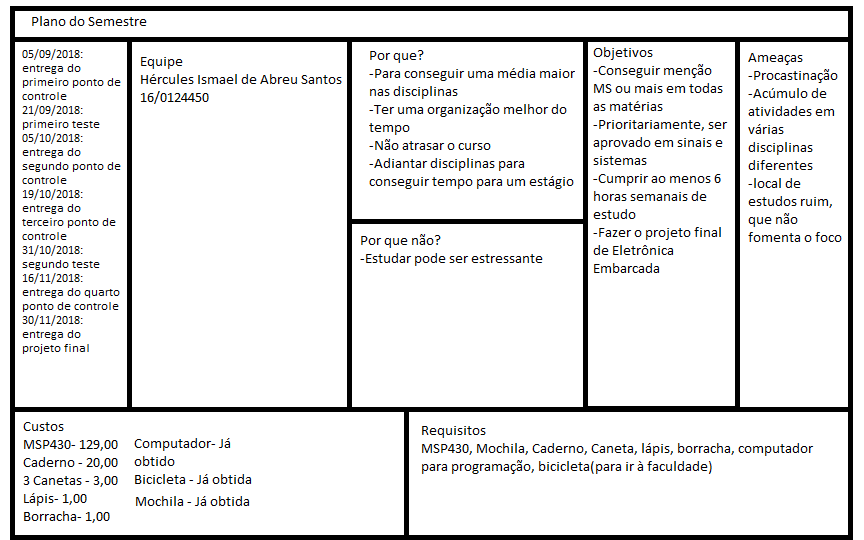 Plano do Semestre
05/09/2018:
entrega do
primeiro ponto de
controle
21/09/2018:
primeiro teste
05/10/2018:
entrega do
segundo ponto de
controle
19/10/2018:
entrega do
terceiro ponto de
controle
31/10/2018:
segundo teste
16/11/2018:
entrega do quarto
ponto de controle
30/11/2018:
entrega do
projeto final
Equipe
Hércules Ismael de Abreu Santos
16/0124450
Por que?
-Para conseguir uma média maior
nas disciplinas
-Ter uma organização melhor do
tempo
-Não atrasar o curso
-Adiantar disciplinas para
conseguir tempo para um estágio
Por que não?
-Estudar pode ser estressante
Objetivos
-Conseguir menção
MS ou mais em todas
as matérias
-Prioritariamente, ser
aprovado em sinais e
sistemas
-Cumprir ao menos 6
horas semanais de
estudo
-Fazer o projeto final
de Eletrônica
Embarcada
Ameaças
-Procastinação
-Acúmulo de
atividades em
várias
disciplinas
diferentes
-local de
estudos ruim,
que não
fomenta o foco
Custos
MSP430- 129,00
Caderno - 20,00
3 Canetas - 3,00
Lápis- 1,00
Borracha- 1,00
Computador- Já
obtido
Bicicleta - Já obtida
Mochila - Já obtida
Requisitos
MSP430, Mochila, Caderno, Caneta, lápis, borracha, computador
para programação, bicicleta(para ir à faculdade)